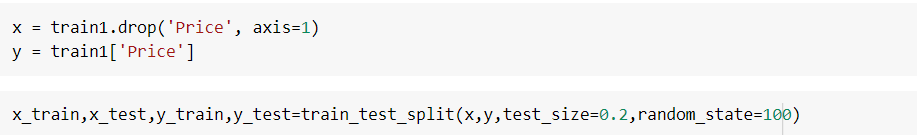 x = train1.drop('Price', axis=1)
y = train1['Price']
x_train,x_test,y_train,y_test=train_test_split(x,y,test_size=0.2,random_state=100)